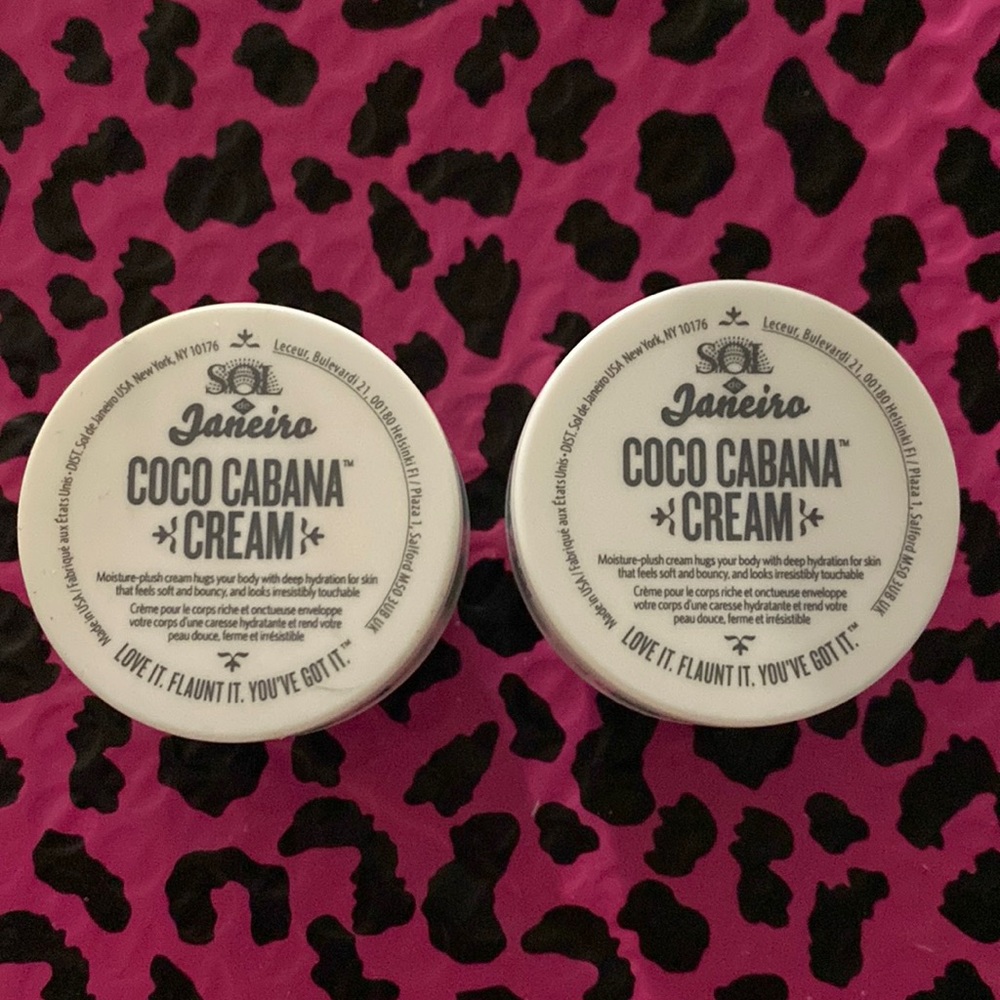 Made in USA / Fabriqué aux États Unis • DIST. Sol de Janeiro USA New York, NY 10176
Leceur, Bulevardi 21, 00180 Helsinki FI / Plaza 1, Salford M50 3UB UK
SOL
de
Janeiro
COCO CABANA™
CREAM
Moisture-plush cream hugs your body with deep hydration for skin
that feels soft and bouncy, and looks irresistibly touchable
Crème pour le corps riche et onctueuse enveloppe
votre corps d'une caresse hydratante et rend votre
peau douce, ferme et irrésistible
LOVE IT. FLAUNT IT. YOU'VE GOT IT.™
Made in USA / Fabriqué aux États Unis • DIST. Sol de Janeiro USA New York, NY 10176
Leceur, Bulevardi 21, 00180 Helsinki FI / Plaza 1, Salford M50 3UB UK
SOL
de
Janeiro
COCO CABANA™
CREAM
Moisture-plush cream hugs your body with deep hydration for skin
that feels soft and bouncy, and looks irresistibly touchable
Crème pour le corps riche et onctueuse enveloppe
votre corps d'une caresse hydratante et rend votre
peau douce, ferme et irrésistible
LOVE IT. FLAUNT IT. YOU'VE GOT IT.™